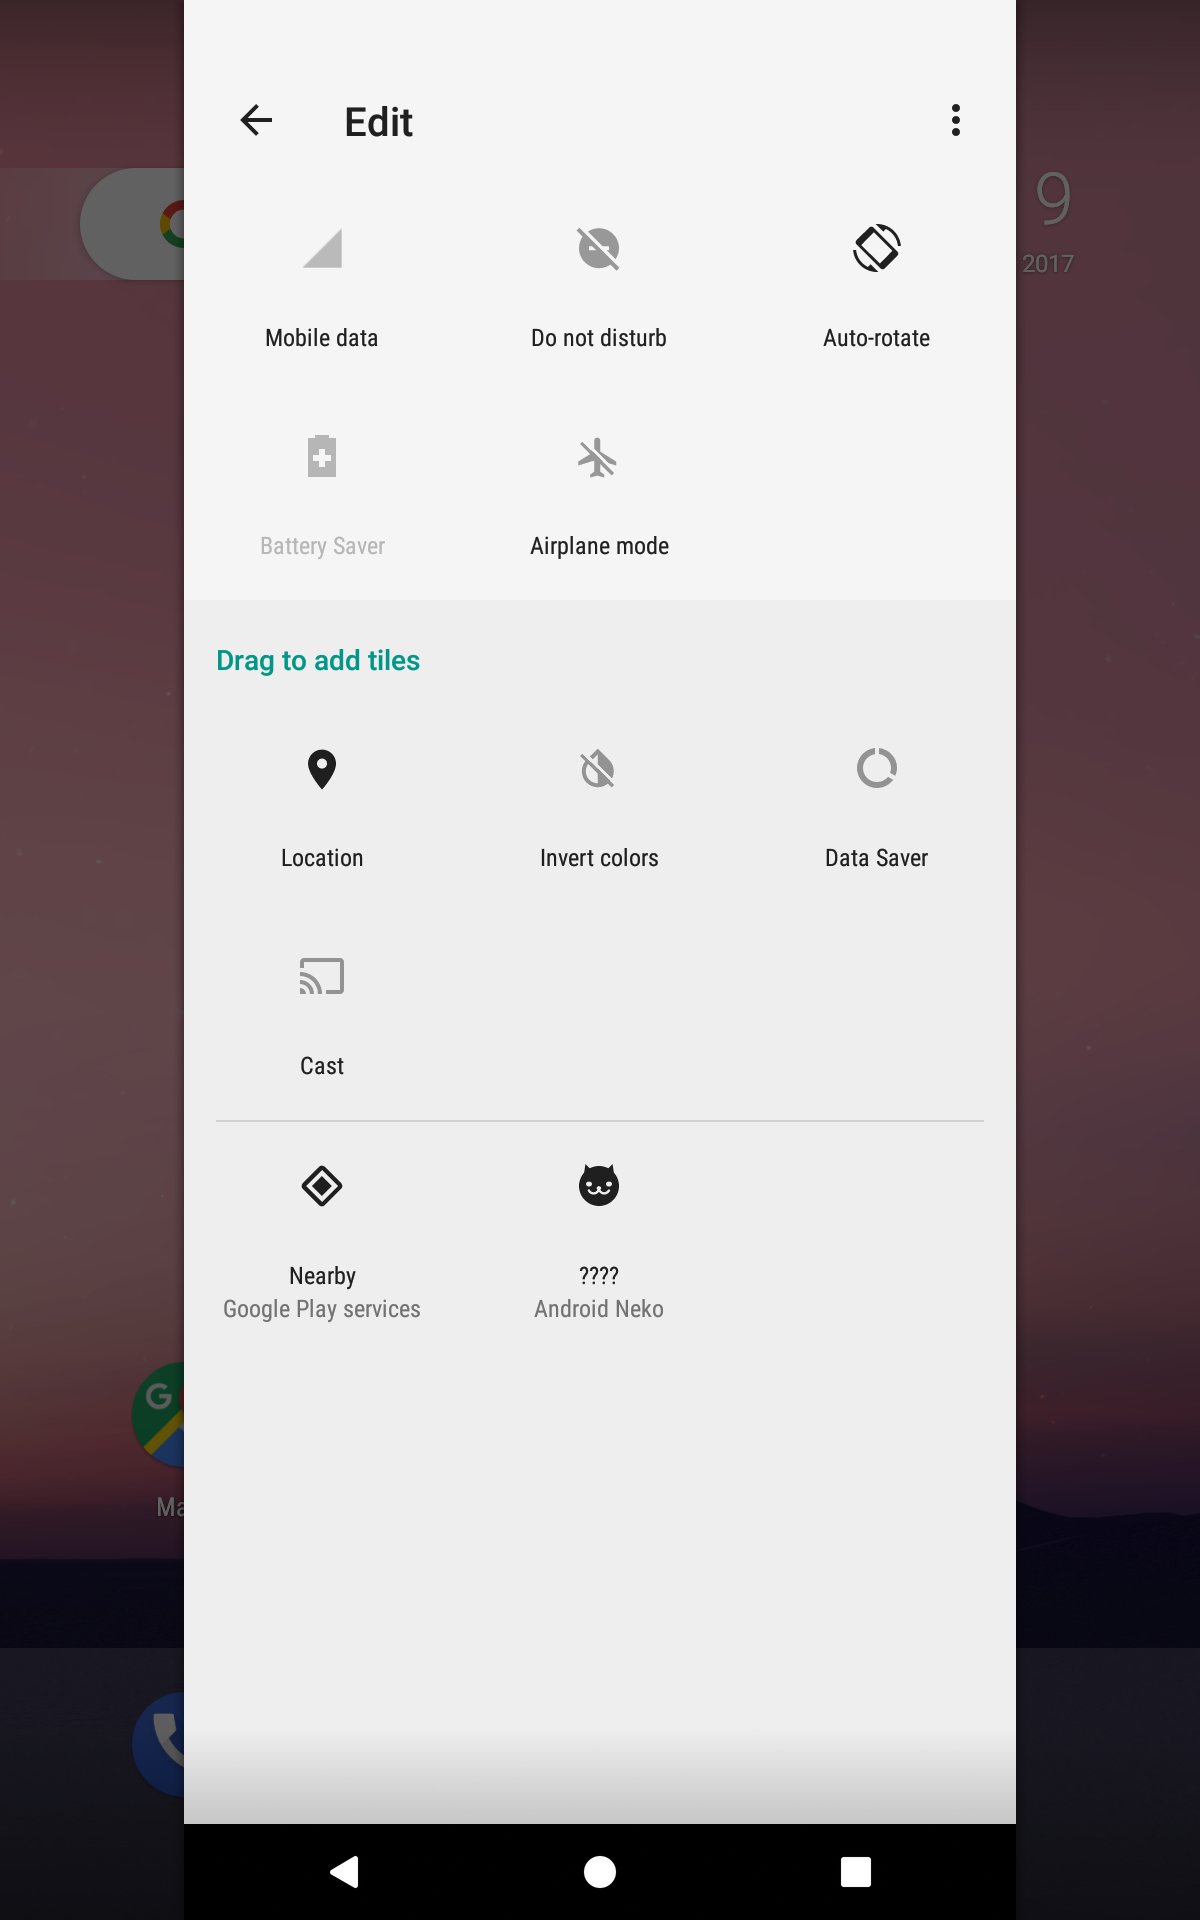 Edit
9
2017
Mobile data
Do not disturb
Auto-rotate
Battery Saver
Airplane mode
Drag to add tiles
Location
Invert colors
Data Saver
Cast
Nearby
Google Play services
????
Android Neko
G
Ma